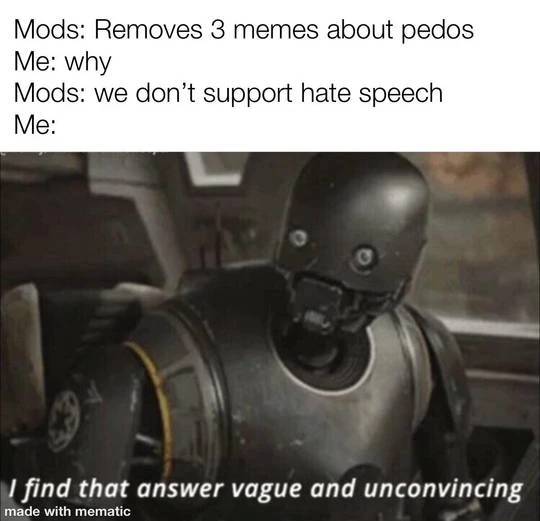 Mods: Removes 3 memes about pedos
Me: why
Mods: we don’t support hate speech
Me:
I find that answer vague and unconvincing
made with mematic